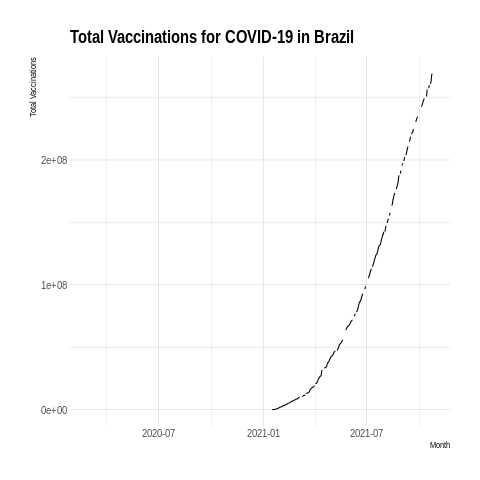 Total Vaccinations for COVID-19 in Brazil
Total Vaccinations
2e+08
1e+08
0e+00
2020-07
2021-01
2021-07
Month